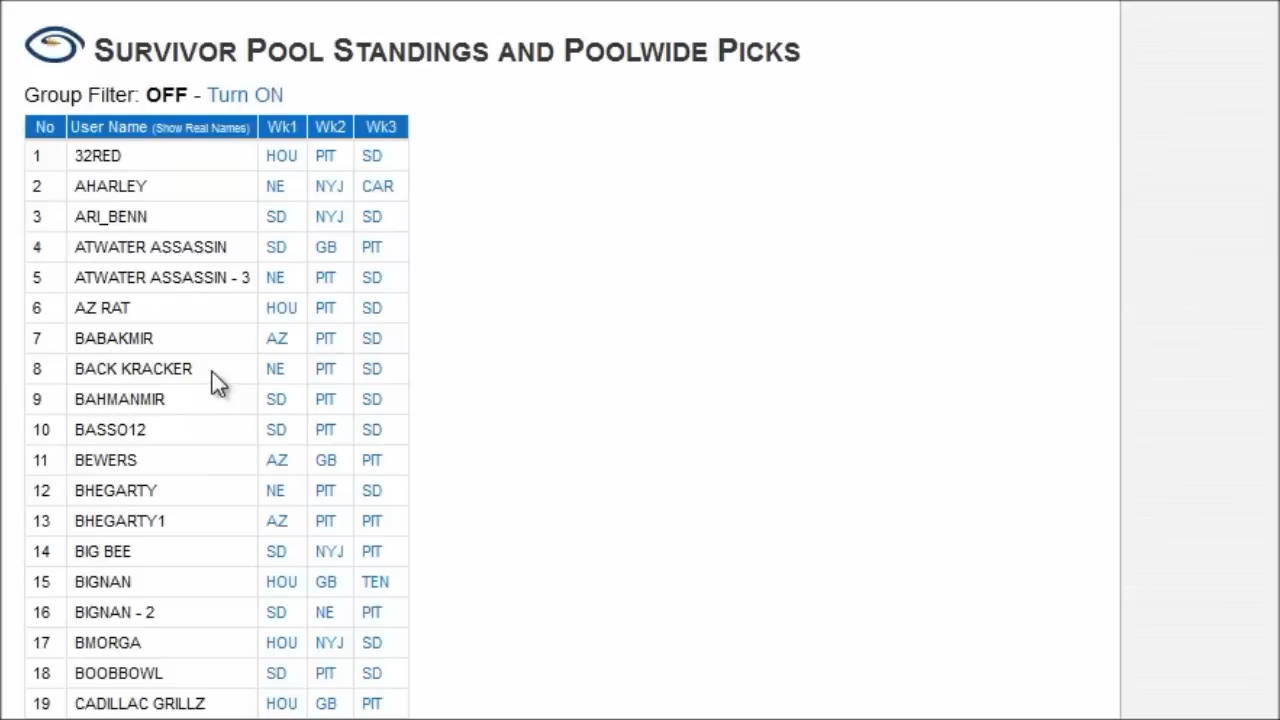 SURVIVOR POOL STANDINGS AND POOLWIDE PICKS
Group Filter: OFF - Turn ON
No User Name (Show Real Names) Wk1 Wk2 Wk3
1 32RED HOU PIT SD
2 AHARLEY NE NYJ CAR
3 ARI_BENN SD NYJ SD
4 ATWATER ASSASSIN SD GB PIT
5 ATWATER ASSASSIN - 3 NE PIT SD
6 AZ RAT HOU PIT SD
7 BABAKMIR AZ PIT SD
8 BACK KRACKER NE PIT SD
9 BAHMANMIR SD PIT SD
10 BASSO12 SD PIT SD
11 BEWERS AZ GB PIT
12 BHEGARTY NE PIT SD
13 BHEGARTY1 AZ PIT PIT
14 BIG BEE SD NYJ PIT
15 BIGNAN HOU GB TEN
16 BIGNAN - 2 SD NE PIT
17 BMORGA HOU NYJ SD
18 BOOBBOWL SD PIT SD
19 CADILLAC GRILLZ HOU GB PIT